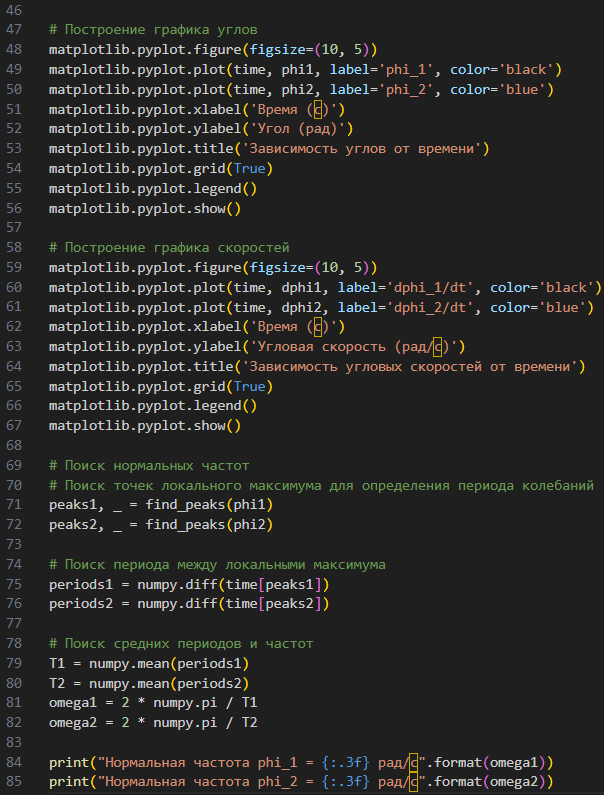 46
47 # Построение графика углов
48 matplotlib.pyplot.figure(figsize=(10, 5))
49 matplotlib.pyplot.plot(time, phi1, label='phi_1', color='black')
50 matplotlib.pyplot.plot(time, phi2, label='phi_2', color='blue')
51 matplotlib.pyplot.xlabel('Время (с)')
52 matplotlib.pyplot.ylabel('Угол (рад)')
53 matplotlib.pyplot.title('Зависимость углов от времени')
54 matplotlib.pyplot.grid(True)
55 matplotlib.pyplot.legend()
56 matplotlib.pyplot.show()
57
58 # Построение графика скоростей
59 matplotlib.pyplot.figure(figsize=(10, 5))
60 matplotlib.pyplot.plot(time, dphi1, label='dphi_1/dt', color='black')
61 matplotlib.pyplot.plot(time, dphi2, label='dphi_2/dt', color='blue')
62 matplotlib.pyplot.xlabel('Время (с)')
63 matplotlib.pyplot.ylabel('Угловая скорость (рад/с)')
64 matplotlib.pyplot.title('Зависимость угловых скоростей от времени')
65 matplotlib.pyplot.grid(True)
66 matplotlib.pyplot.legend()
67 matplotlib.pyplot.show()
68
69 # Поиск нормальных частот
70 # Поиск точек локального максимума для определения периода колебаний
71 peaks1, _ = find_peaks(phi1)
72 peaks2, _ = find_peaks(phi2)
73
74 # Поиск периода между локальными максимума
75 periods1 = numpy.diff(time[peaks1])
76 periods2 = numpy.diff(time[peaks2])
77
78 # Поиск средних периодов и частот
79 T1 = numpy.mean(periods1)
80 T2 = numpy.mean(periods2)
81 omega1 = 2 * numpy.pi / T1
82 omega2 = 2 * numpy.pi / T2
83
84 print("Нормальная частота phi_1 = {:.3f} рад/с".format(omega1))
85 print("Нормальная частота phi_2 = {:.3f} рад/с".format(omega2))